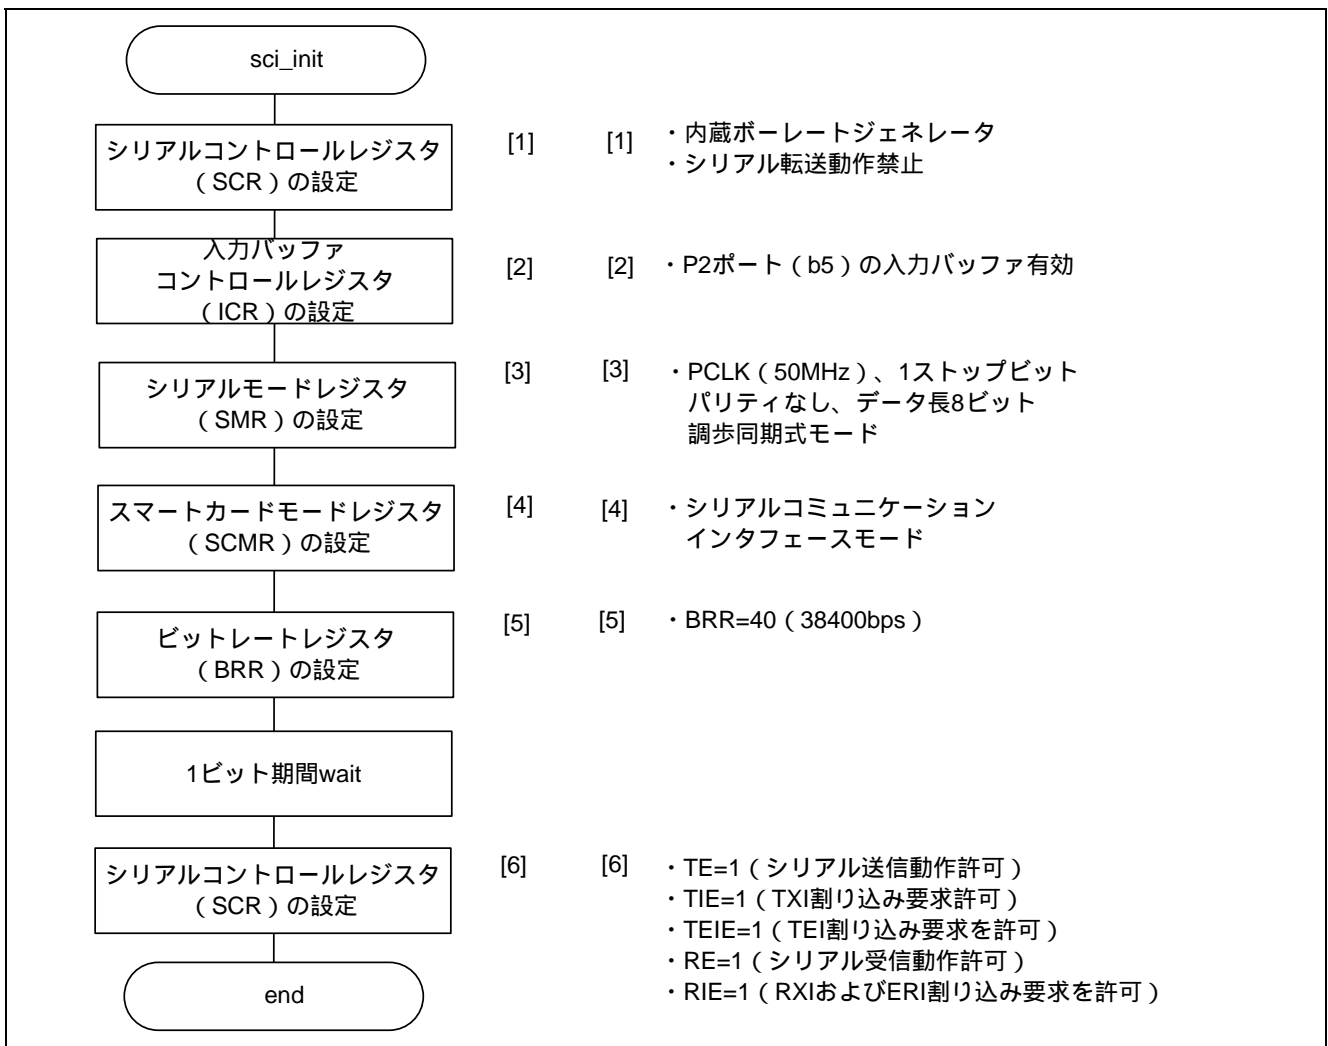 sci_init
シリアルコントロールレジスタ
(SCR)の設定
[1]
[1]
・内蔵ボーレートジェネレータ
・シリアル転送動作禁止
入力バッファ
コントロールレジスタ
(ICR)の設定
[2]
[2]
・P2ポート(b5)の入力バッファ有効
シリアルモードレジスタ
(SMR)の設定
[3]
[3]
・PCLK(50MHz)、1ストップビット
パリティなし、データ長8ビット
調歩同期式モード
スマートカードモードレジスタ
(SCMR)の設定
[4]
[4]
・シリアルコミュニケーション
インタフェースモード
ビットレートレジスタ
(BRR)の設定
[5]
[5]
・BRR=40(38400bps)
1ビット期間wait
シリアルコントロールレジスタ
(SCR)の設定
[6]
[6]
・TE=1(シリアル送信動作許可)
・TIE=1(TXI割り込み要求許可)
・TEIE=1(TEI割り込み要求を許可)
・RE=1(シリアル受信動作許可)
・RIE=1(RXIおよびERI割り込み要求を許可)
end